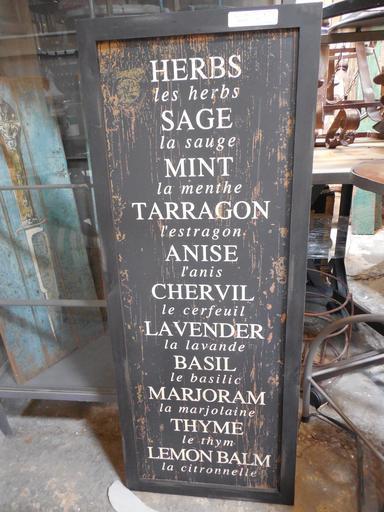 HERBS
les herbs
SAGE
la sauge
MINT
la menthe
TARRAGON
l'estragon
ANISE
l'anis
CHERVIL
le cerfeuil
LAVENDER
la lavande
BASIL
le basilic
MARJORAM
la marjolaine
THYME
le thym
LEMON BALM
la citronnelle